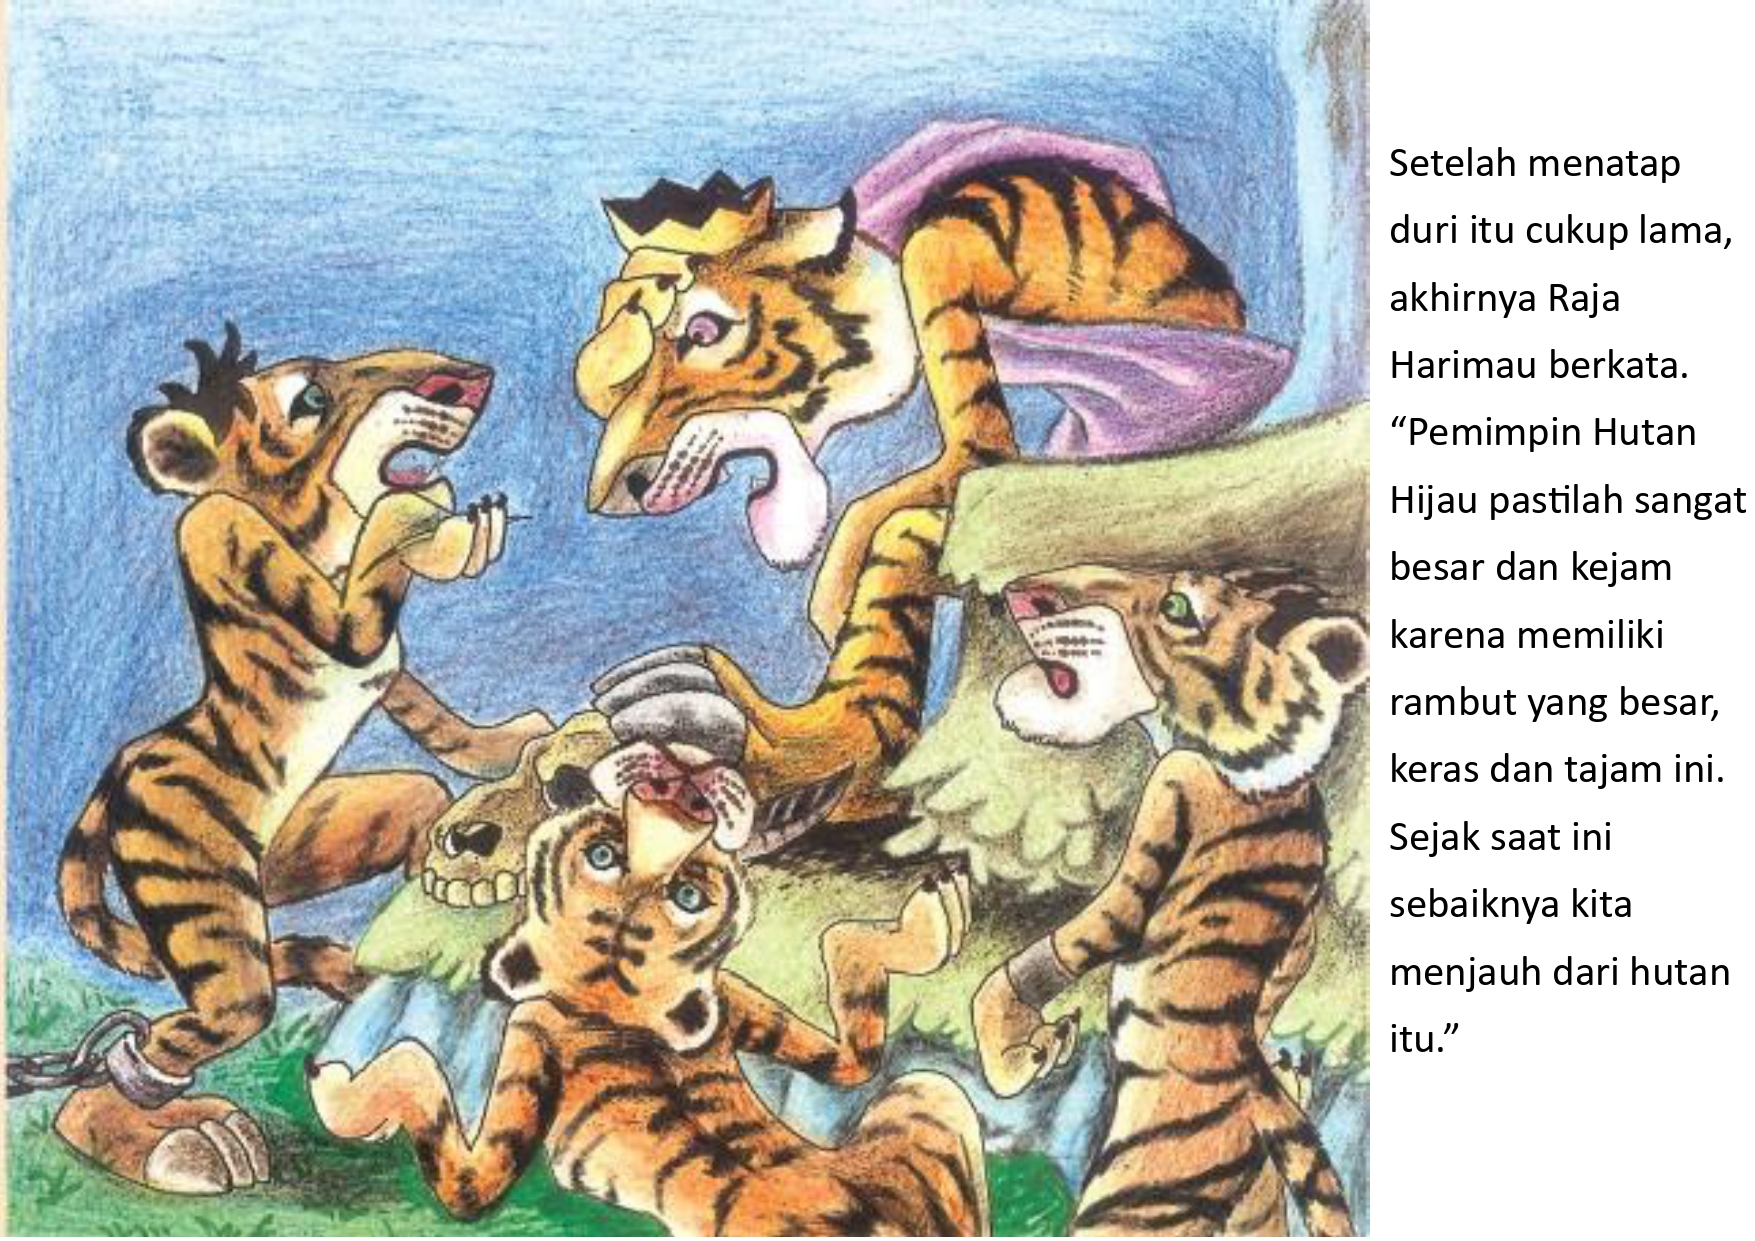 Setelah menatap
duri itu cukup lama,
akhirnya Raja
Harimau berkata.
“Pemimpin Hutan
Hijau pastilah sangat
besar dan kejam
karena memiliki
rambut yang besar,
keras dan tajam ini.
Sejak saat ini
sebaiknya kita
menjauh dari hutan
itu.”